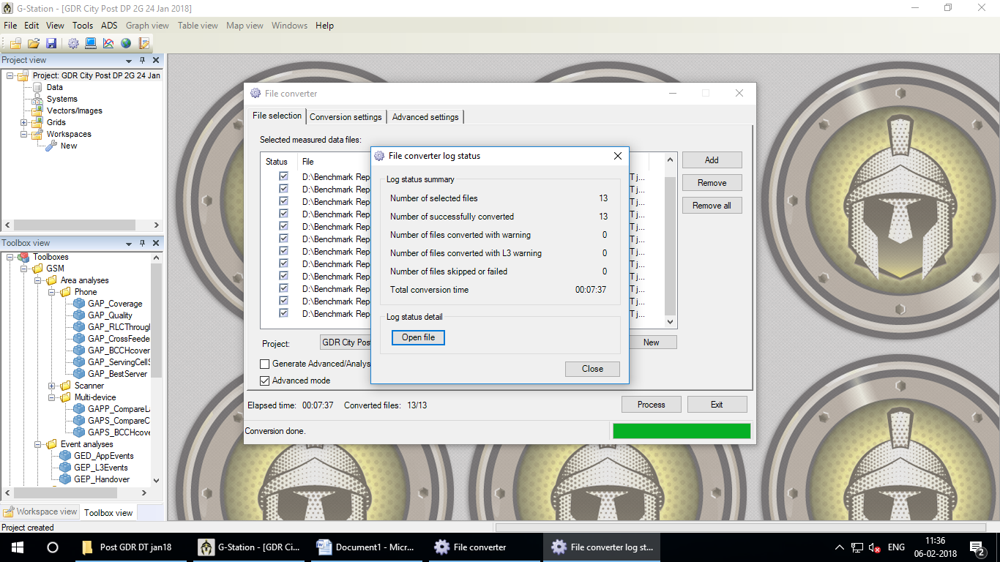 G-Station - [GDR City Post DP 2G 24 Jan 2018]
File Edit View Tools ADS Graph view Table view Map view Windows Help
Project view
Project: GDR City Post DP 2G 24 Jan
Data
Systems
Vectors/Images
Grids
Workspaces
New
Toolbox view
Toolboxes
GSM
Area analyses
Phone
GAP_Coverage
GAP_Quality
GAP_RLCThrough
GAP_CrossFeede
GAP_BCCHcover
GAP_ServingCellS
GAP_BestServer
Scanner
Multi-device
GAPP_CompareLa
GAPS_CompareC
GAPS_BCCHcove
Event analyses
GED_AppEvents
GEP_L3Events
GEP_Handover
Workspace view Toolbox view
Project created
File converter
File selection Conversion settings Advanced settings
Selected measured data files:
Status File
D:\Benchmark Rep T j...
D:\Benchmark Rep T j...
D:\Benchmark Rep T j...
D:\Benchmark Rep T j...
D:\Benchmark Rep T j...
D:\Benchmark Rep T j...
D:\Benchmark Rep T j...
D:\Benchmark Rep T j...
D:\Benchmark Rep T j...
D:\Benchmark Rep T j...
D:\Benchmark Rep T j...
D:\Benchmark Rep T j...
Add
Remove
Remove all
Project: GDR City Pos New
Generate Advanced/Analys
Advanced mode
Elapsed time: 00:07:37 Converted files: 13/13
Process Exit
Conversion done.
File converter log status
Log status summary
Number of selected files 13
Number of successfully converted 13
Number of files converted with warning 0
Number of files converted with L3 warning 0
Number of files skipped or failed 0
Total conversion time 00:07:37
Log status detail
Open file
Close
Post GDR DT jan18
G-Station - [GDR Ci...
Document1 - Micr...
File converter
File converter log st...
ENG
11:36
06-02-2018
2